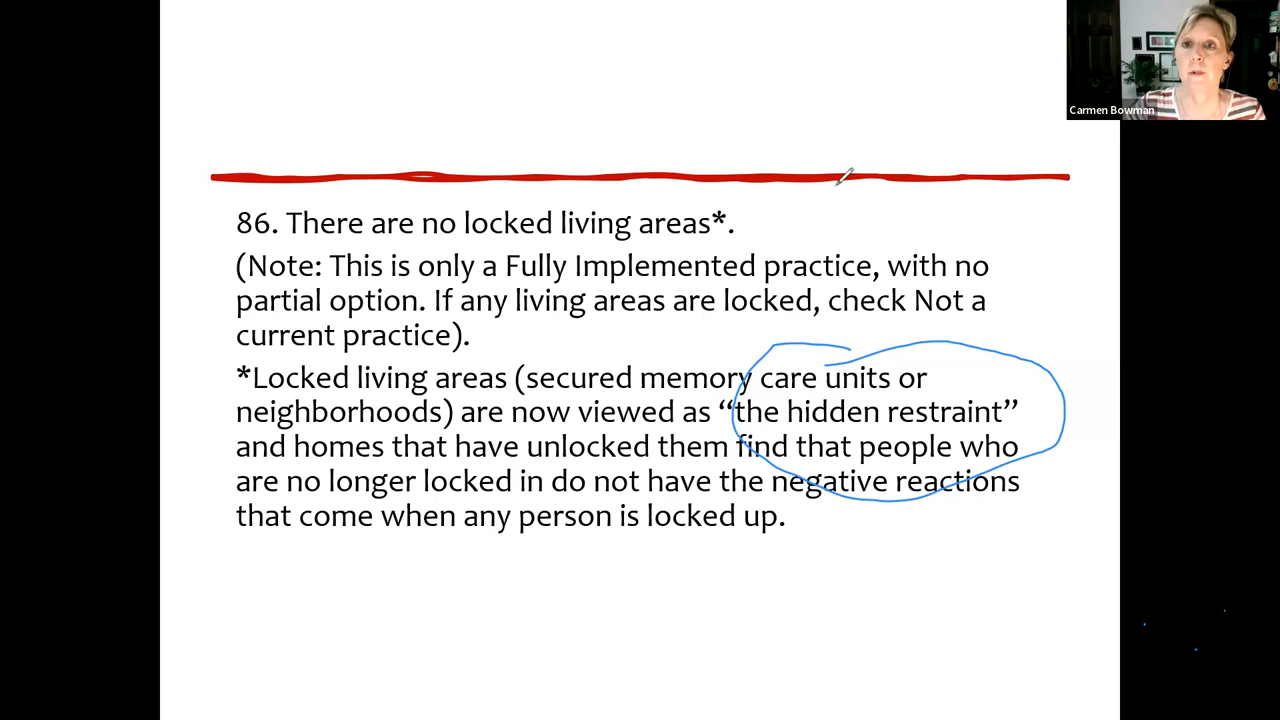 Carmen Bowman
86. There are no locked living areas*.
(Note: This is only a Fully Implemented practice, with no
partial option. If any living areas are locked, check Not a
current practice).
*Locked living areas (secured memory care units or
neighborhoods) are now viewed as “the hidden restraint”
and homes that have unlocked them find that people who
are no longer locked in do not have the negative reactions
that come when any person is locked up.